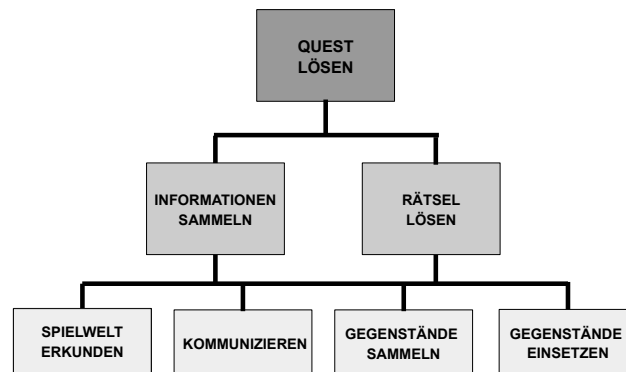 QUEST
LÖSEN
INFORMATIONEN
SAMMELN
RÄTSEL
LÖSEN
SPIELWELT
ERKUNDEN
KOMMUNIZIEREN
GEGENSTÄNDE
SAMMELN
GEGENSTÄNDE
EINSETZEN